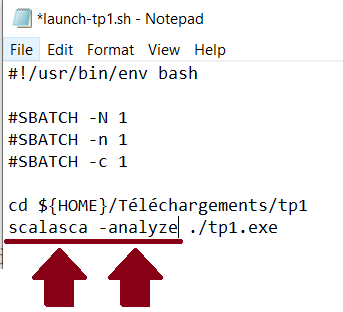 *launch-tp1.sh - Notepad
File Edit Format View Help
#!/usr/bin/env bash
#SBATCH -N 1
#SBATCH -n 1
#SBATCH -c 1
cd ${HOME}/Téléchargements/tp1
scalasca -analyze ./tp1.exe